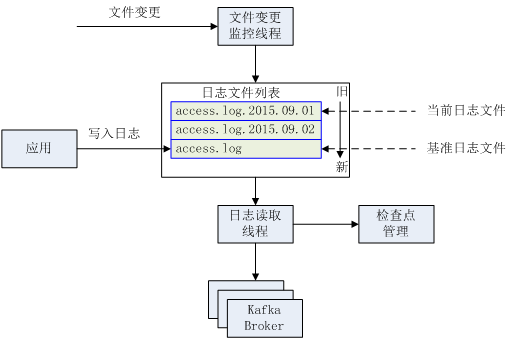 文件变更
文件变更
监控线程
日志文件列表
旧
access.log.2015.09.01
当前日志文件
access.log.2015.09.02
写入日志
应用
access.log
基准日志文件
新
日志读取
线程
检查点
管理
Kafka
Broker